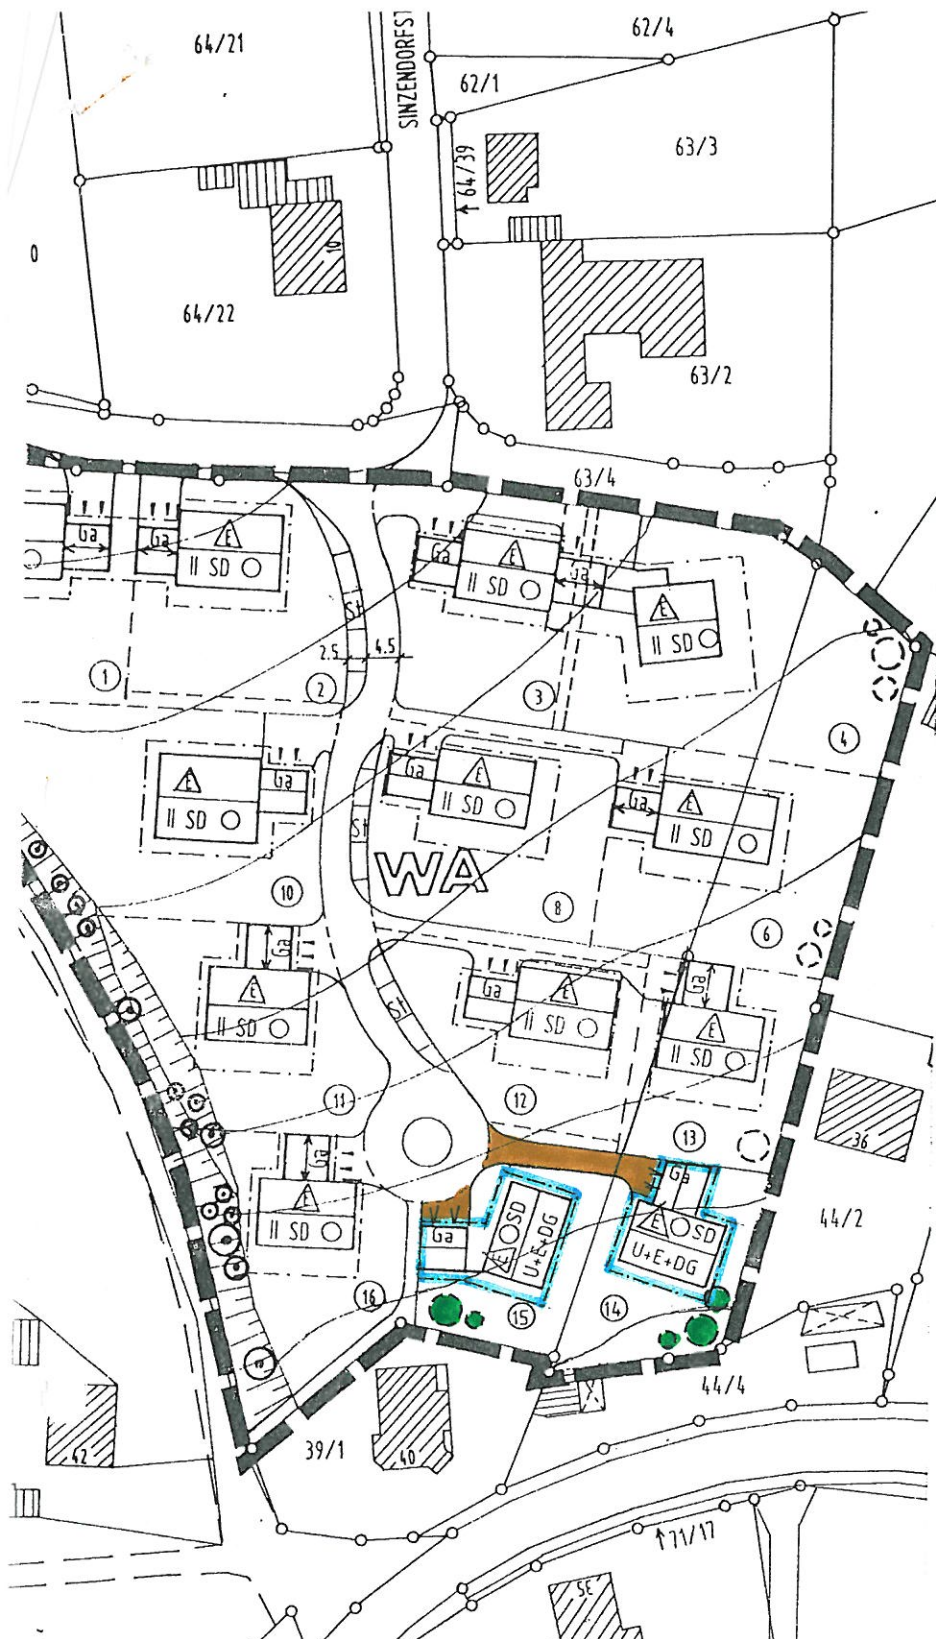 64/21
SINZENDORFST
62/4
62/1
64/39
63/3
10
0
64/22
63/2
63/4
Ga
Ga
E
II SD
Ga
E
II SD
Ga
E
II SD
St
2.5
4.5
1
2
3
4
E
II SD
Ga
Ga
E
II SD
Ga
E
II SD
St
WA
10
8
6
Ga
E
II SD
St
Ga
E
II SD
Ga
E
II SD
11
12
13
36
Ga
E
II SD
Ga
E
SD
U+E+DG
Ga
E
SD
U+E+DG
44/2
16
15
14
44/4
39/1
42
40
71/17